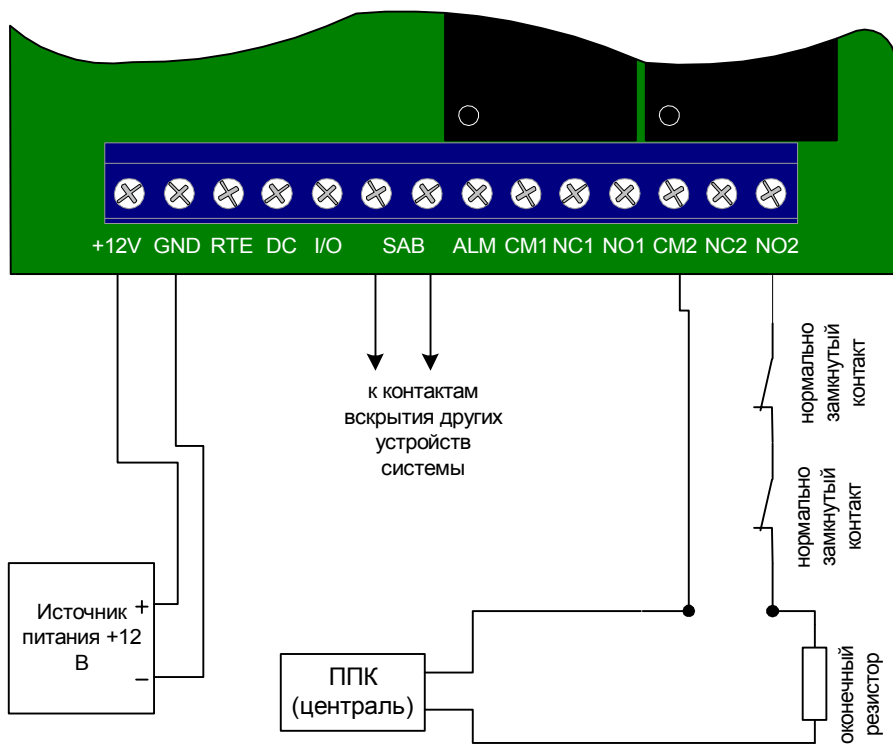 +12V GND RTE DC I/O SAB ALM CM1 NC1 NO1 CM2 NC2 NO2
к контактам
вскрытия других
устройств
системы
нормально
замкнутый
контакт
нормально
замкнутый
контакт
Источник
питания +12
В
+
–
ППК
(централь)
оконечный
резистор